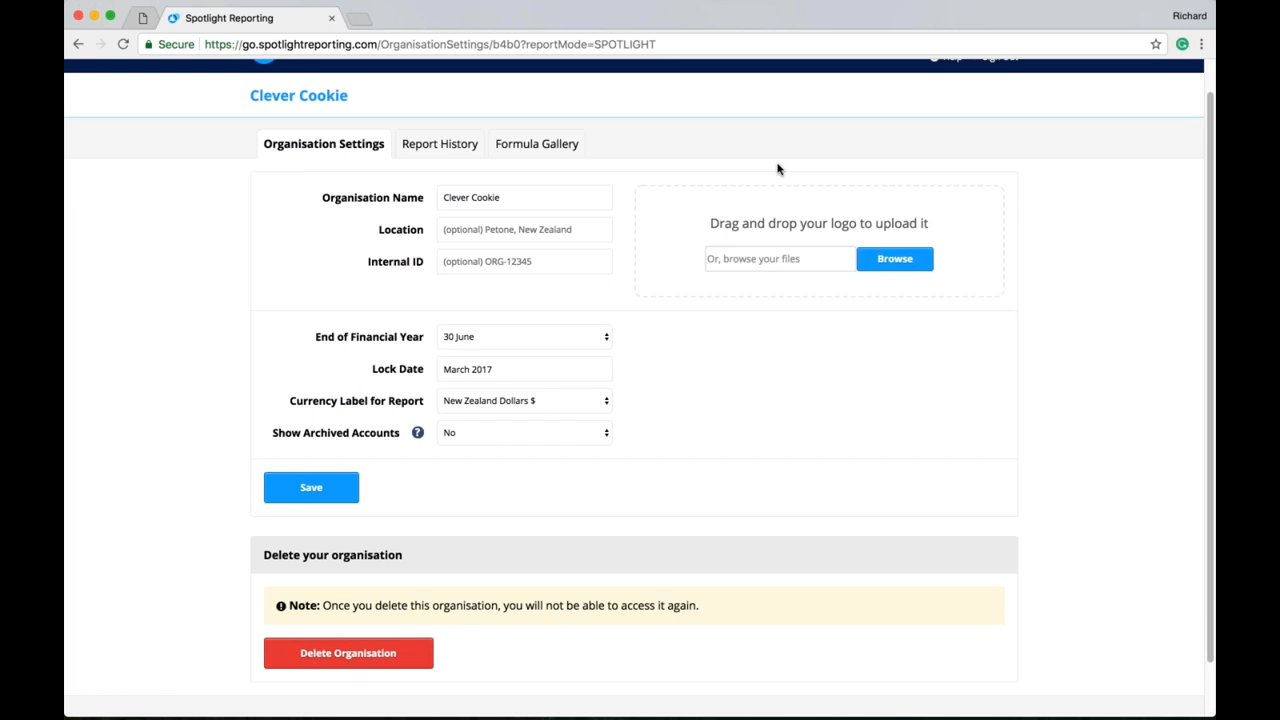 Spotlight Reporting
Richard
Secure https://go.spotlightreporting.com/OrganisationSettings/b4b0?reportMode=SPOTLIGHT
Clever Cookie
Organisation Settings Report History Formula Gallery
Organisation Name Clever Cookie
Location (optional) Petone, New Zealand
Internal ID (optional) ORG-12345
Drag and drop your logo to upload it
Or, browse your files Browse
End of Financial Year 30 June
Lock Date March 2017
Currency Label for Report New Zealand Dollars $
Show Archived Accounts ? No
Save
Delete your organisation
Note: Once you delete this organisation, you will not be able to access it again.
Delete Organisation